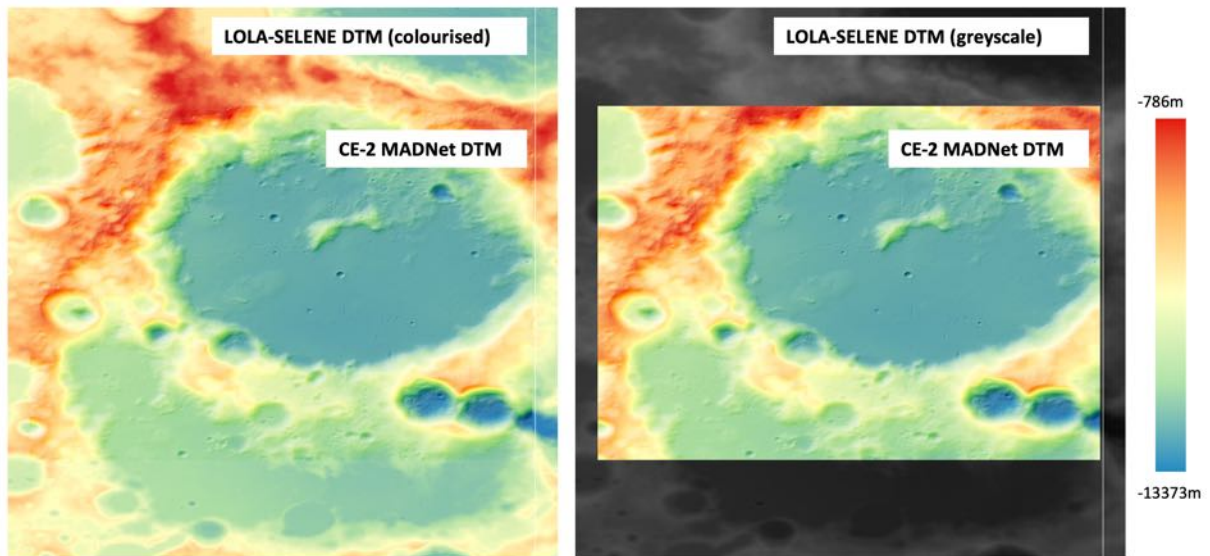 LOLA-SELENE DTM (colourised)
LOLA-SELENE DTM (greyscale)
-786m
CE-2 MADNet DTM
CE-2 MADNet DTM
-13373m